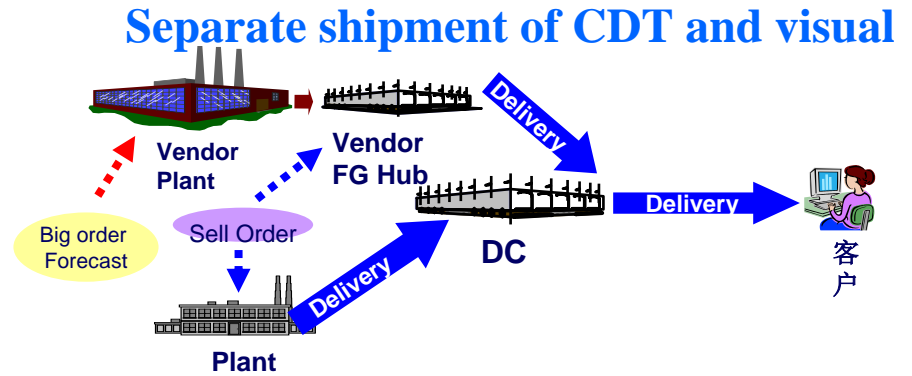 Separate shipment of CDT and visual
Delivery
Vendor
Plant
Vendor
FG Hub
Delivery
Big order
Forecast
Sell Order
DC
客
户
Delivery
Plant